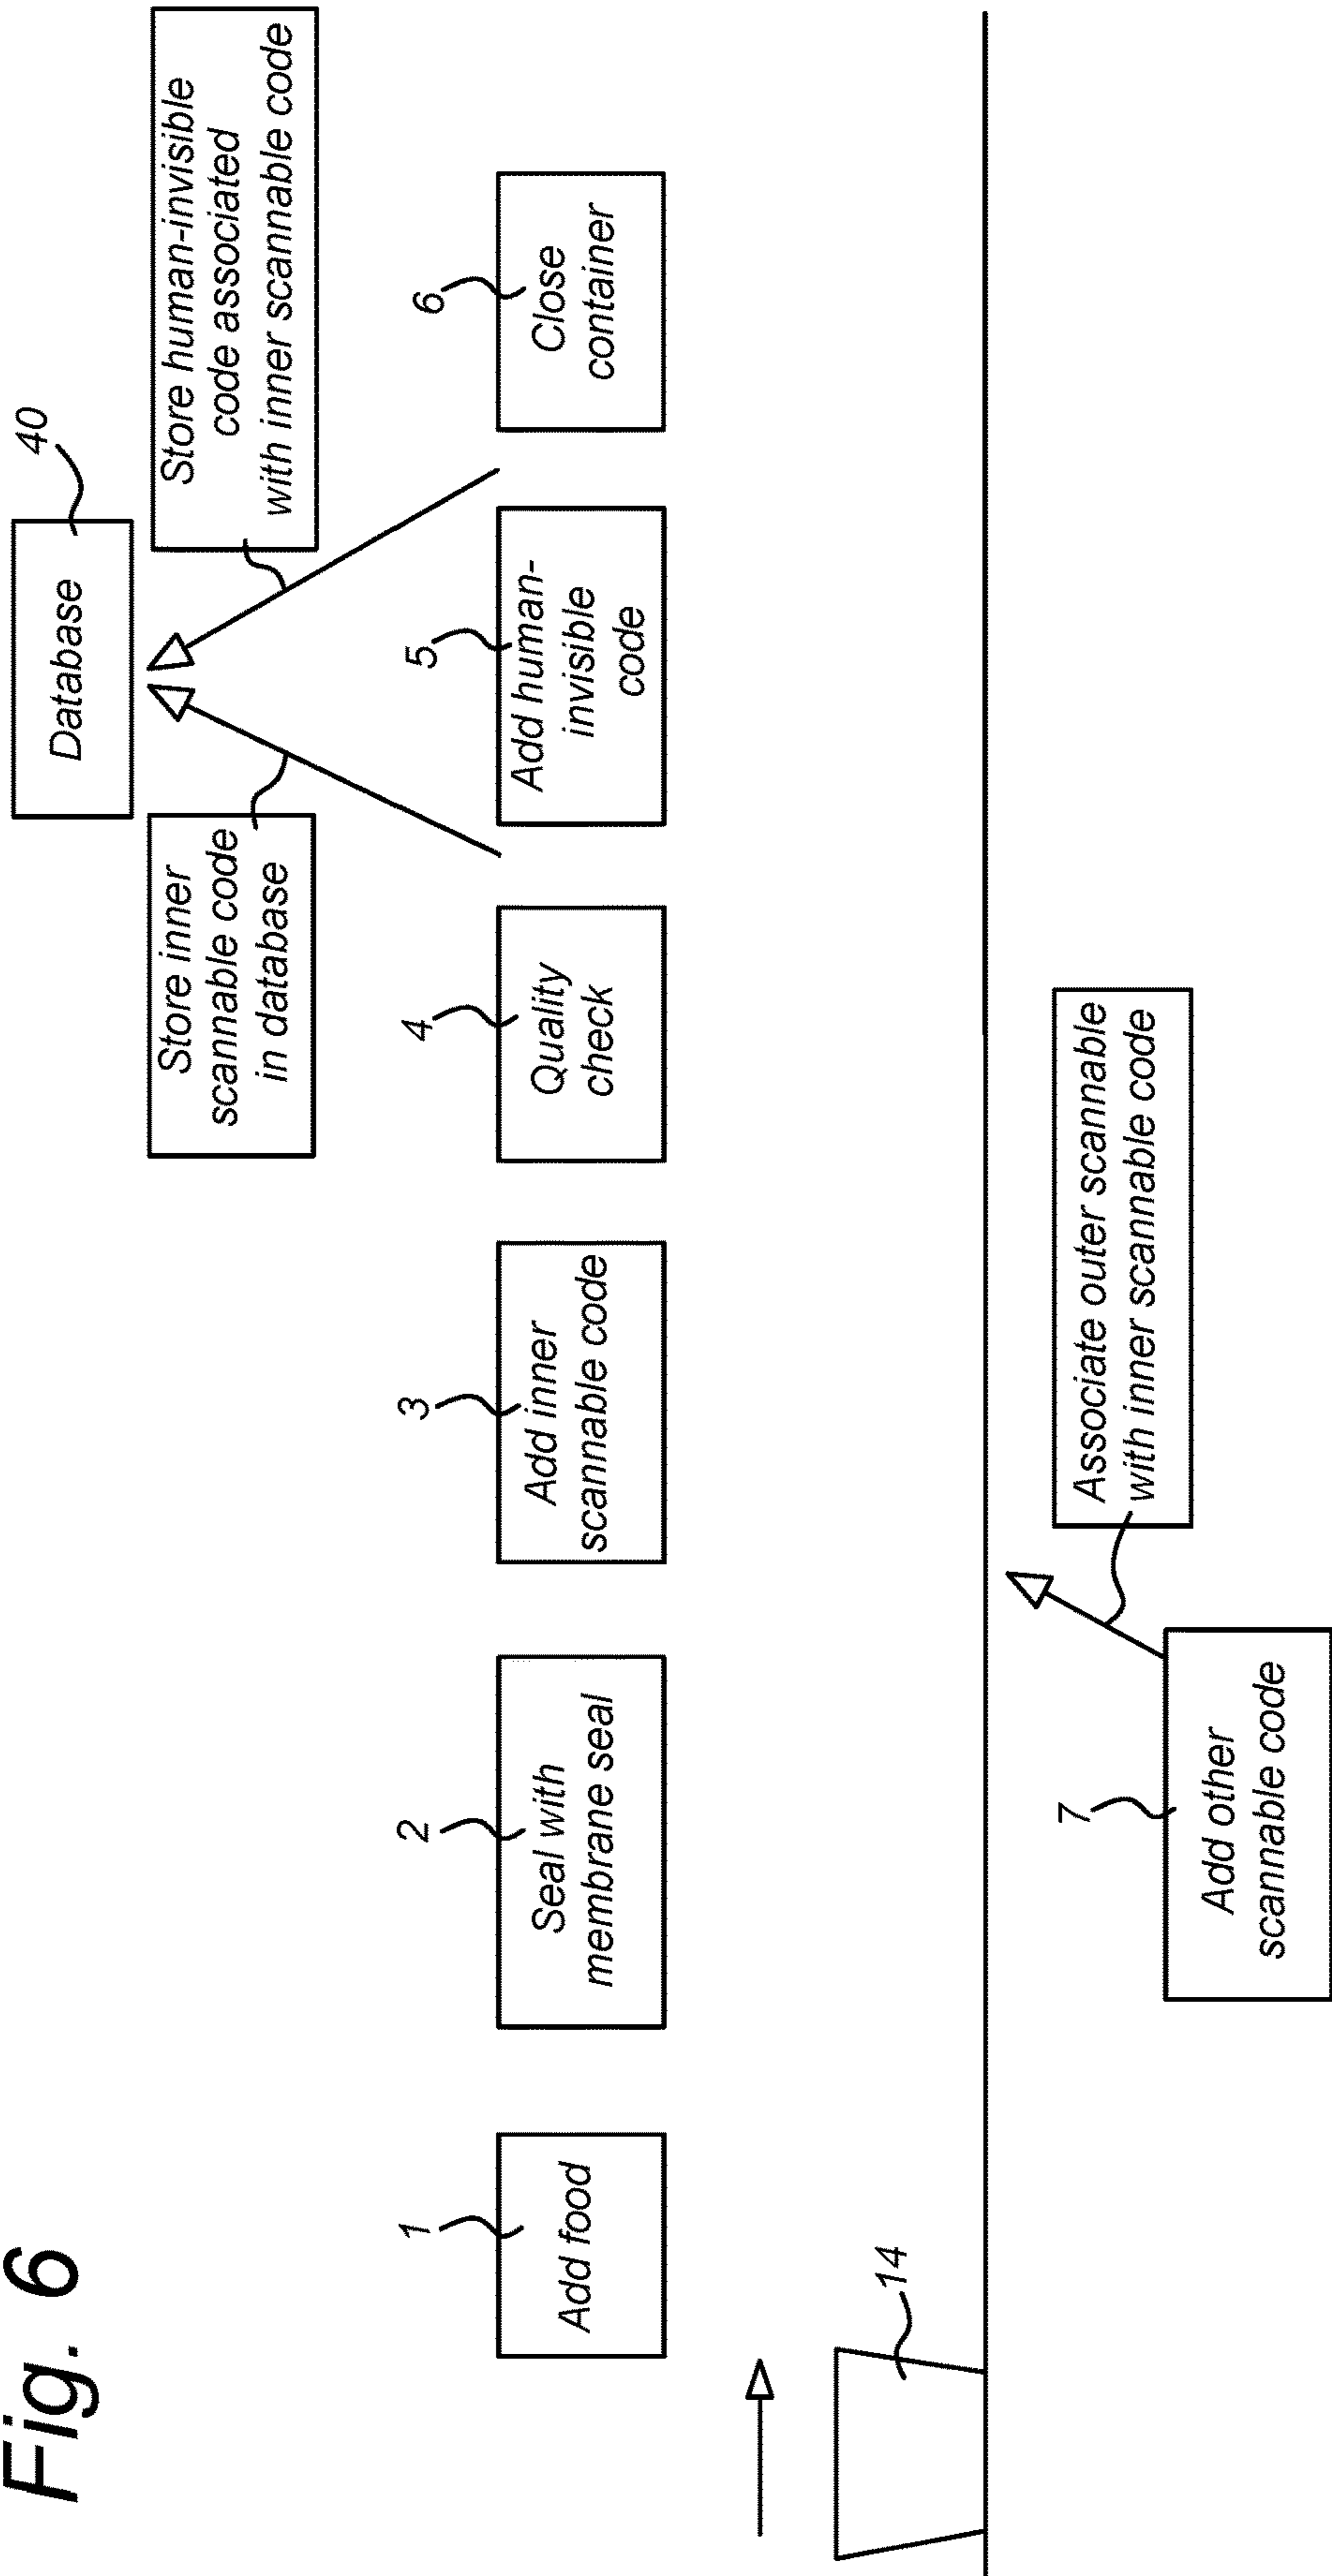 Fig. 6
Database
40
Store inner
scannable code
in database
Store human-invisible
code associated
with inner scannable code
1
Add food
2
Seal with
membrane seal
3
Add inner
scannable code
4
Quality
check
5
Add human-
invisible
code
6
Close
container
14
7
Add other
scannable code
Associate outer scannable
with inner scannable code